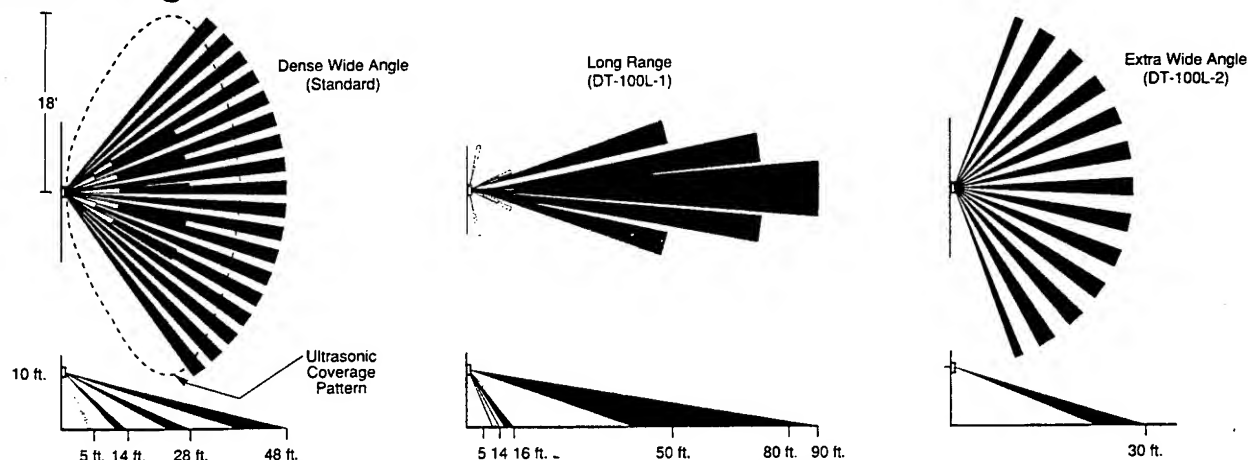 Dense Wide Angle
(Standard)
18'
Long Range
(DT-100L-1)
Extra Wide Angle
(DT-100L-2)
Ultrasonic
Coverage
Pattern
10 ft.
5 ft. 14 ft. 28 ft. 48 ft.
5 14 16 ft. 50 ft. 80 ft. 90 ft.
30 ft.